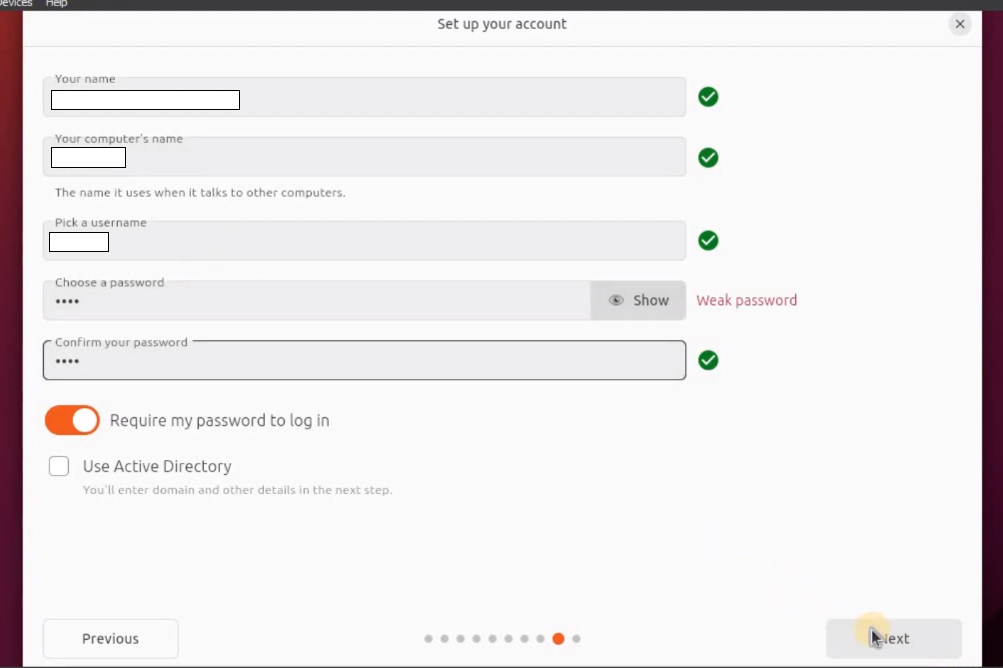 Devices Help
Set up your account
Your name
Your computer's name
The name it uses when it talks to other computers.
Pick a username
Choose a password
•••• Show Weak password
Confirm your password
••••
Require my password to log in
Use Active Directory
You'll enter domain and other details in the next step.
Previous Next